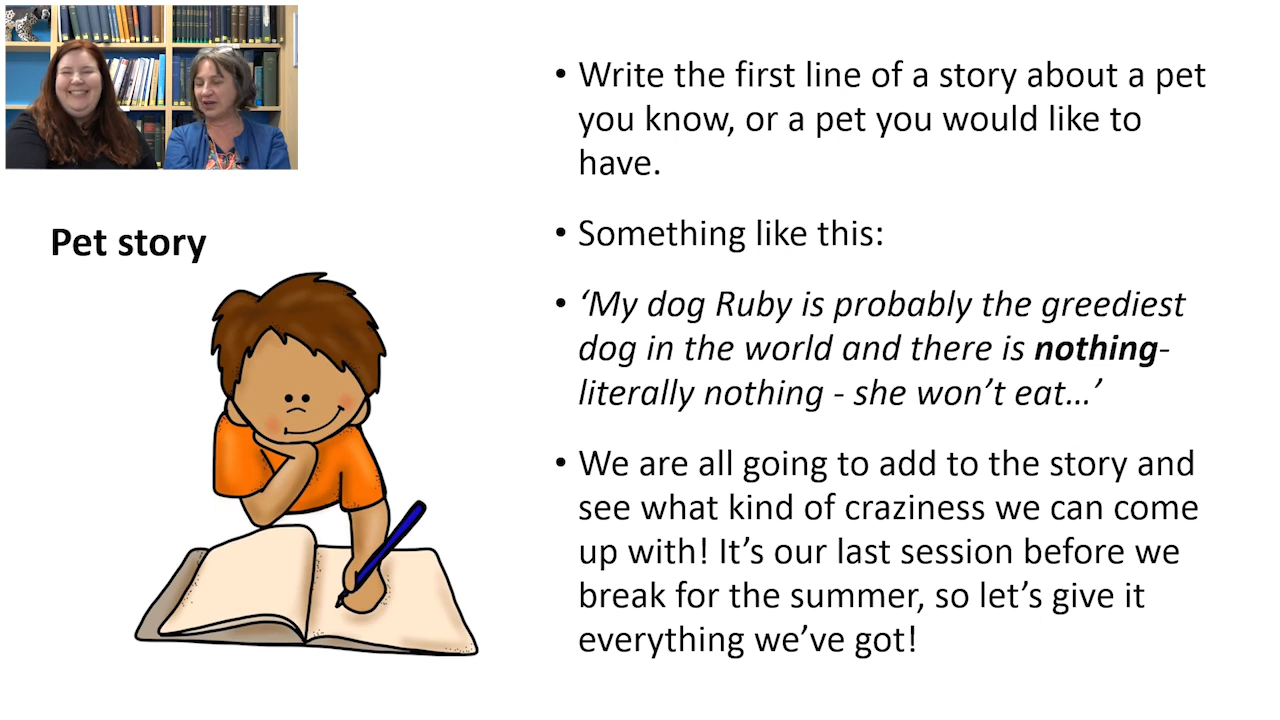 Pet story
• Write the first line of a story about a pet
you know, or a pet you would like to
have.
• Something like this:
• ‘My dog Ruby is probably the greediest
dog in the world and there is nothing-
literally nothing - she won’t eat…’
• We are all going to add to the story and
see what kind of craziness we can come
up with! It’s our last session before we
break for the summer, so let’s give it
everything we’ve got!